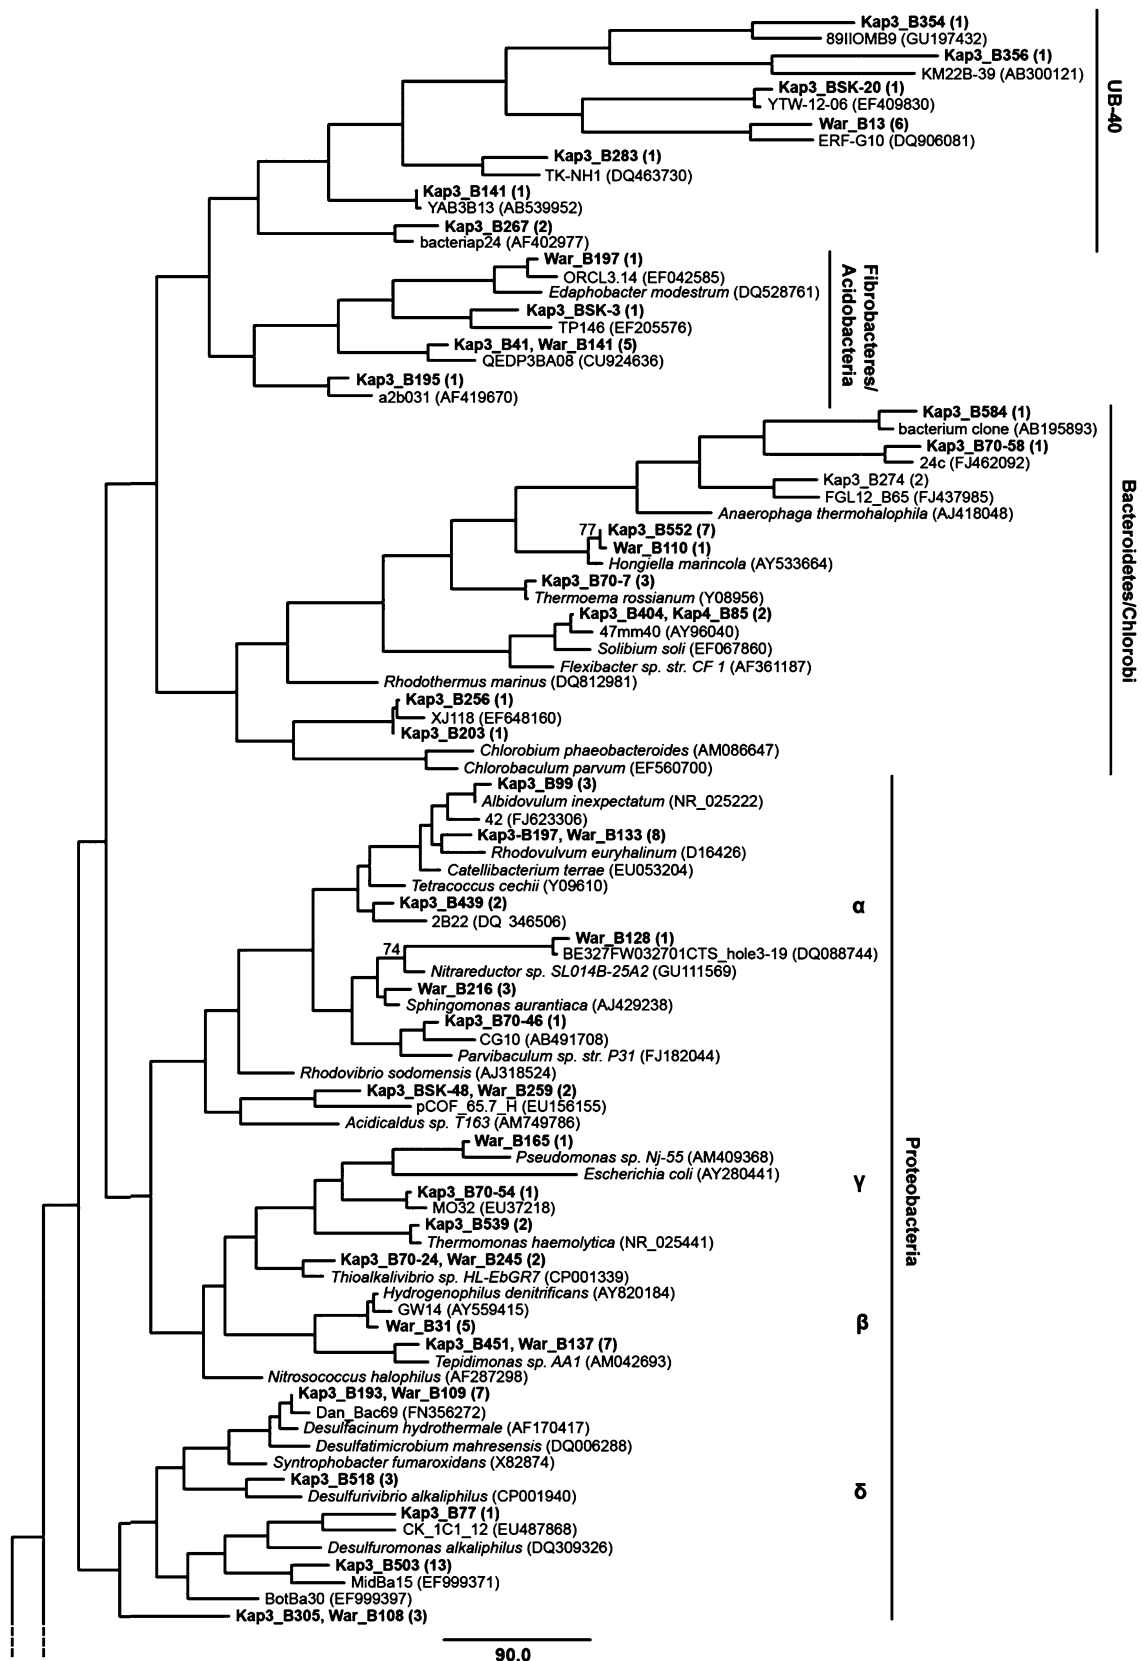 Kap3_B354 (1)
89IIOMB9 (GU197432)
Kap3_B356 (1)
KM22B-39 (AB300121)
Kap3_BSK-20 (1)
YTW-12-06 (EF409830)
War_B13 (6)
ERF-G10 (DQ906081)
Kap3_B283 (1)
TK-NH1 (DQ463730)
Kap3_B141 (1)
YAB3B13 (AB539952)
Kap3_B267 (2)
bacteriap24 (AF402977)
UB-40
War_B197 (1)
ORCL3.14 (EF042585)
Edaphobacter modestrum (DQ528761)
Kap3_BSK-3 (1)
TP146 (EF205576)
Kap3_B41, War_B141 (5)
QEDP3BA08 (CU924636)
Kap3_B195 (1)
a2b031 (AF419670)
Fibrobacteres/
Acidobacteria
Kap3_B584 (1)
bacterium clone (AB195893)
Kap3_B70-58 (1)
24c (FJ462092)
Kap3_B274 (2)
FGL12_B65 (FJ437985)
Anaerophaga thermohalophila (AJ418048)
77
Kap3_B552 (7)
War_B110 (1)
Hongiella marincola (AY533664)
Kap3_B70-7 (3)
Thermoema rossianum (Y08956)
Kap3_B404, Kap4_B85 (2)
47mm40 (AY96040)
Solibium soli (EF067860)
Flexibacter sp. str. CF 1 (AF361187)
Rhodothermus marinus (DQ812981)
Kap3_B256 (1)
XJ118 (EF648160)
Kap3_B203 (1)
Chlorobium phaeobacteroides (AM086647)
Chlorobaculum parvum (EF560700)
Bacteroidetes/Chlorobi
Kap3_B99 (3)
Albidovulum inexpectatum (NR_025222)
42 (FJ623306)
Kap3-B197, War_B133 (8)
Rhodovulvum euryhalinum (D16426)
Catellibacterium terrae (EU053204)
Tetracoccus cechii (Y09610)
Kap3_B439 (2)
2B22 (DQ_346506)
α
War_B128 (1)
74
BE327FW032701CTS_hole3-19 (DQ088744)
Nitrareductor sp. SL014B-25A2 (GU111569)
War_B216 (3)
Sphingomonas aurantiaca (AJ429238)
Kap3_B70-46 (1)
CG10 (AB491708)
Parvibaculum sp. str. P31 (FJ182044)
Rhodovibrio sodomensis (AJ318524)
Kap3_BSK-48, War_B259 (2)
pCOF_65.7_H (EU156155)
Acidicaldus sp. T163 (AM749786)
War_B165 (1)
Pseudomonas sp. Nj-55 (AM409368)
Escherichia coli (AY280441)
γ
Kap3_B70-54 (1)
MO32 (EU37218)
Kap3_B539 (2)
Thermomonas haemolytica (NR_025441)
Kap3_B70-24, War_B245 (2)
Thioalkalivibrio sp. HL-EbGR7 (CP001339)
Hydrogenophilus denitrificans (AY820184)
GW14 (AY559415)
War_B31 (5)
β
Kap3_B451, War_B137 (7)
Tepidimonas sp. AA1 (AM042693)
Nitrosococcus halophilus (AF287298)
Kap3_B193, War_B109 (7)
Dan_Bac69 (FN356272)
Desulfacinum hydrothermale (AF170417)
Desulfatimicrobium mahresensis (DQ006288)
Syntrophobacter fumaroxidans (X82874)
Kap3_B518 (3)
Desulfurivibrio alkaliphilus (CP001940)
δ
Kap3_B77 (1)
CK_1C1_12 (EU487868)
Desulfuromonas alkaliphilus (DQ309326)
Kap3_B503 (13)
MidBa15 (EF999371)
BotBa30 (EF999397)
Kap3_B305, War_B108 (3)
Proteobacteria
90.0